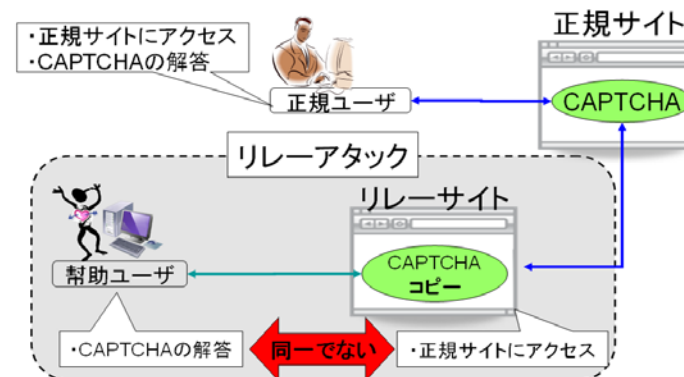 ・正規サイトにアクセス
・CAPTCHAの解答
正規ユーザ
正規サイト
CAPTCHA
リレーアタック
リレーサイト
CAPTCHA
コピー
幇助ユーザ
・CAPTCHAの解答
同一でない
・正規サイトにアクセス